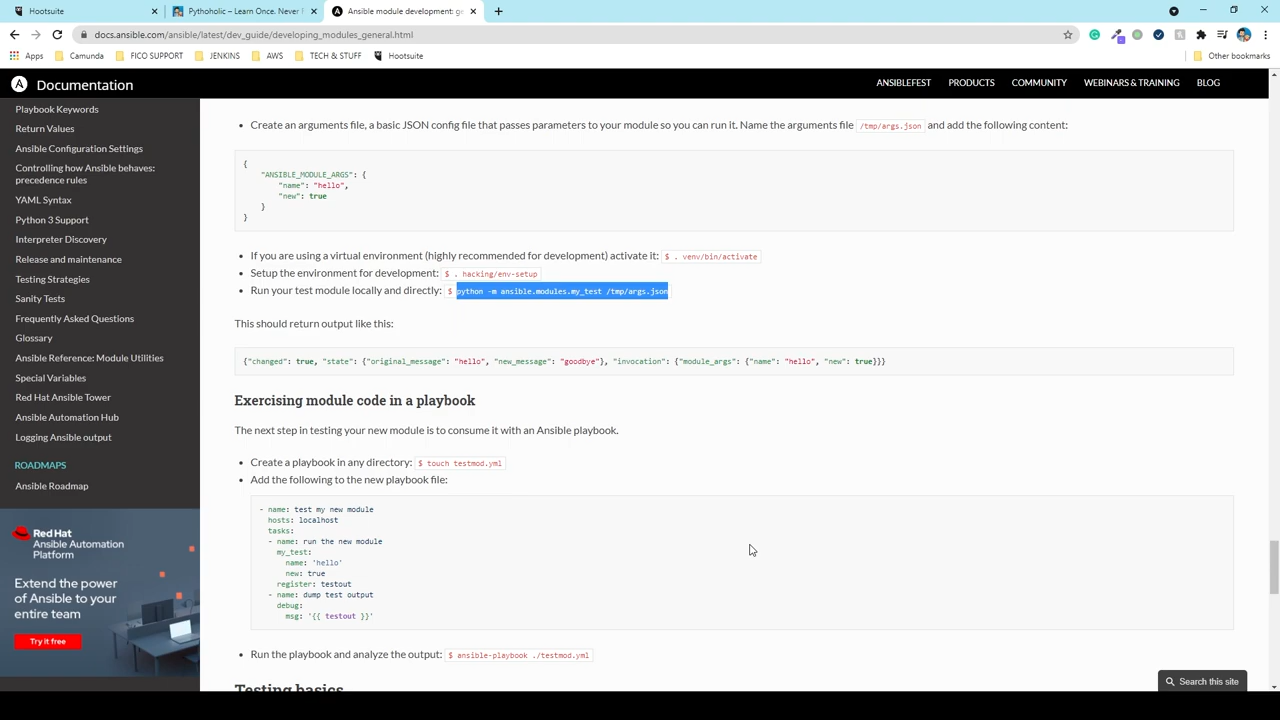 Hootsuite
Pythoholic – Learn Once. Never F
Ansible module development: ge
docs.ansible.com/ansible/latest/dev_guide/developing_modules_general.html
Apps
Camunda
FICO SUPPORT
JENKINS
AWS
TECH & STUFF
Hootsuite
Other bookmarks
Documentation
ANSIBLEFEST
PRODUCTS
COMMUNITY
WEBINARS & TRAINING
BLOG
Playbook Keywords
Return Values
Ansible Configuration Settings
Controlling how Ansible behaves:
precedence rules
YAML Syntax
Python 3 Support
Interpreter Discovery
Release and maintenance
Testing Strategies
Sanity Tests
Frequently Asked Questions
Glossary
Ansible Reference: Module Utilities
Special Variables
Red Hat Ansible Tower
Ansible Automation Hub
Logging Ansible output
ROADMAPS
Ansible Roadmap
Red Hat
Ansible Automation
Platform
Extend the power
of Ansible to your
entire team
Try it free
• Create an arguments file, a basic JSON config file that passes parameters to your module so you can run it. Name the arguments file /tmp/args.json and add the following content:
{
"ANSIBLE_MODULE_ARGS": {
"name": "hello",
"new": true
}
}
• If you are using a virtual environment (highly recommended for development) activate it: $ . venv/bin/activate
• Setup the environment for development: $ . hacking/env-setup
• Run your test module locally and directly: $ python -m ansible.modules.my_test /tmp/args.json
This should return output like this:
{"changed": true, "state": {"original_message": "hello", "new_message": "goodbye"}, "invocation": {"module_args": {"name": "hello", "new": true}}}
Exercising module code in a playbook
The next step in testing your new module is to consume it with an Ansible playbook.
• Create a playbook in any directory: $ touch testmod.yml
• Add the following to the new playbook file:
- name: test my new module
hosts: localhost
tasks:
- name: run the new module
my_test:
name: 'hello'
new: true
register: testout
- name: dump test output
debug:
msg: '{{ testout }}'
• Run the playbook and analyze the output: $ ansible-playbook ./testmod.yml
Testing basics
Search this site